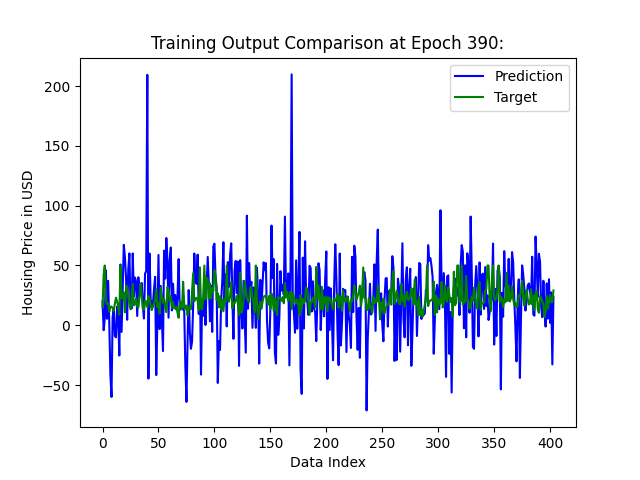 Training Output Comparison at Epoch 390:
Prediction
Target
Housing Price in USD
200
150
100
50
0
−50
0 50 100 150 200 250 300 350 400
Data Index